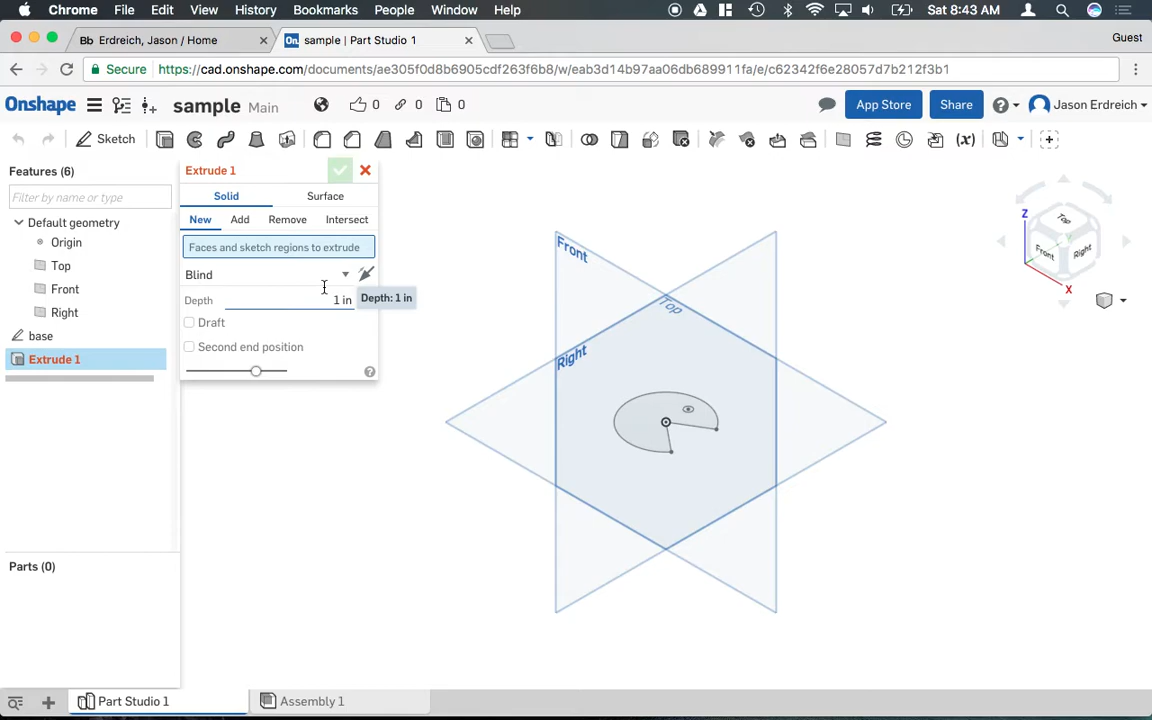 Chrome File Edit View History Bookmarks People Window Help Sat 8:43 AM
Bb Erdreich, Jason / Home × On. sample | Part Studio 1 × Guest
Secure https://cad.onshape.com/documents/ae305f0d8b6905cdf263f6b8/w/eab3d14b97aa06db689911fa/e/c62342f6e28057d7b212f3b1
Onshape sample Main 0 0 0 App Store Share Jason Erdreich
Sketch (x)
Features (6)
Filter by name or type
Default geometry
Origin
Top
Front
Right
base
Extrude 1
Parts (0)
Extrude 1
Solid Surface
New Add Remove Intersect
Faces and sketch regions to extrude
Blind
Depth 1 in
Depth: 1 in
Draft
Second end position
Front
Top
Right
Z
Top
Front Right
Y
X
Part Studio 1 Assembly 1